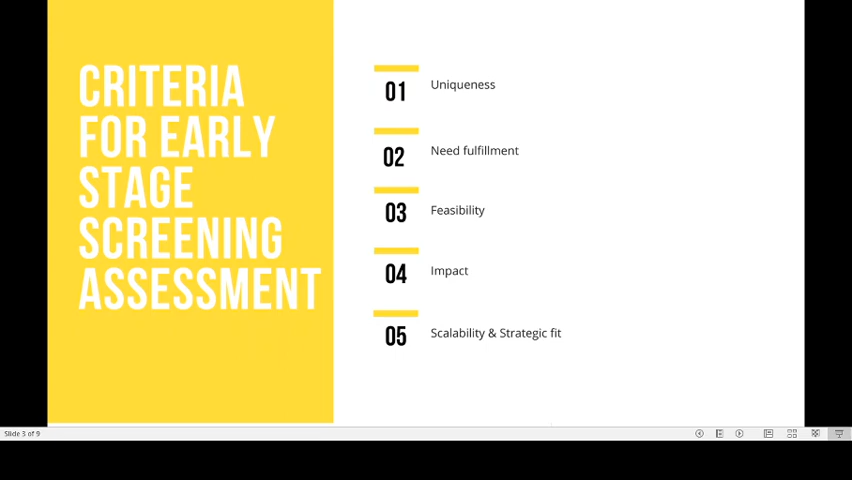 CRITERIA
FOR EARLY
STAGE
SCREENING
ASSESSMENT
01
Uniqueness
02
Need fulfillment
03
Feasibility
04
Impact
05
Scalability & Strategic fit
Slide 3 of 9